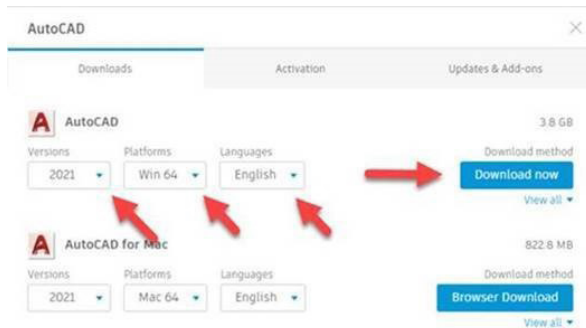 AutoCAD
Downloads Activation Updates & Add-ons
AutoCAD 3.8 GB
Versions Platforms Languages Download method
2021 Win 64 English Download now
View all
AutoCAD for Mac 822.8 MB
Versions Platforms Languages Download method
2021 Mac 64 English Browser Download
View all